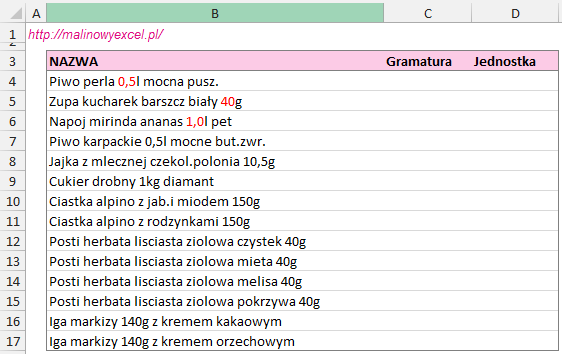 A B C D
1 http://malinowyexcel.pl/
2
3 NAZWA Gramatura Jednostka
4 Piwo perla 0,5l mocna pusz.
5 Zupa kucharek barszcz biały 40g
6 Napoj mirinda ananas 1,0l pet
7 Piwo karpackie 0,5l mocne but.zwr.
8 Jajka z mlecznej czekol.polonia 10,5g
9 Cukier drobny 1kg diamant
10 Ciastka alpino z jab.i miodem 150g
11 Ciastka alpino z rodzynkami 150g
12 Posti herbata lisciasta ziolowa czystek 40g
13 Posti herbata lisciasta ziolowa mieta 40g
14 Posti herbata lisciasta ziolowa melisa 40g
15 Posti herbata lisciasta ziolowa pokrzywa 40g
16 Iga markizy 140g z kremem kakaowym
17 Iga markizy 140g z kremem orzechowym